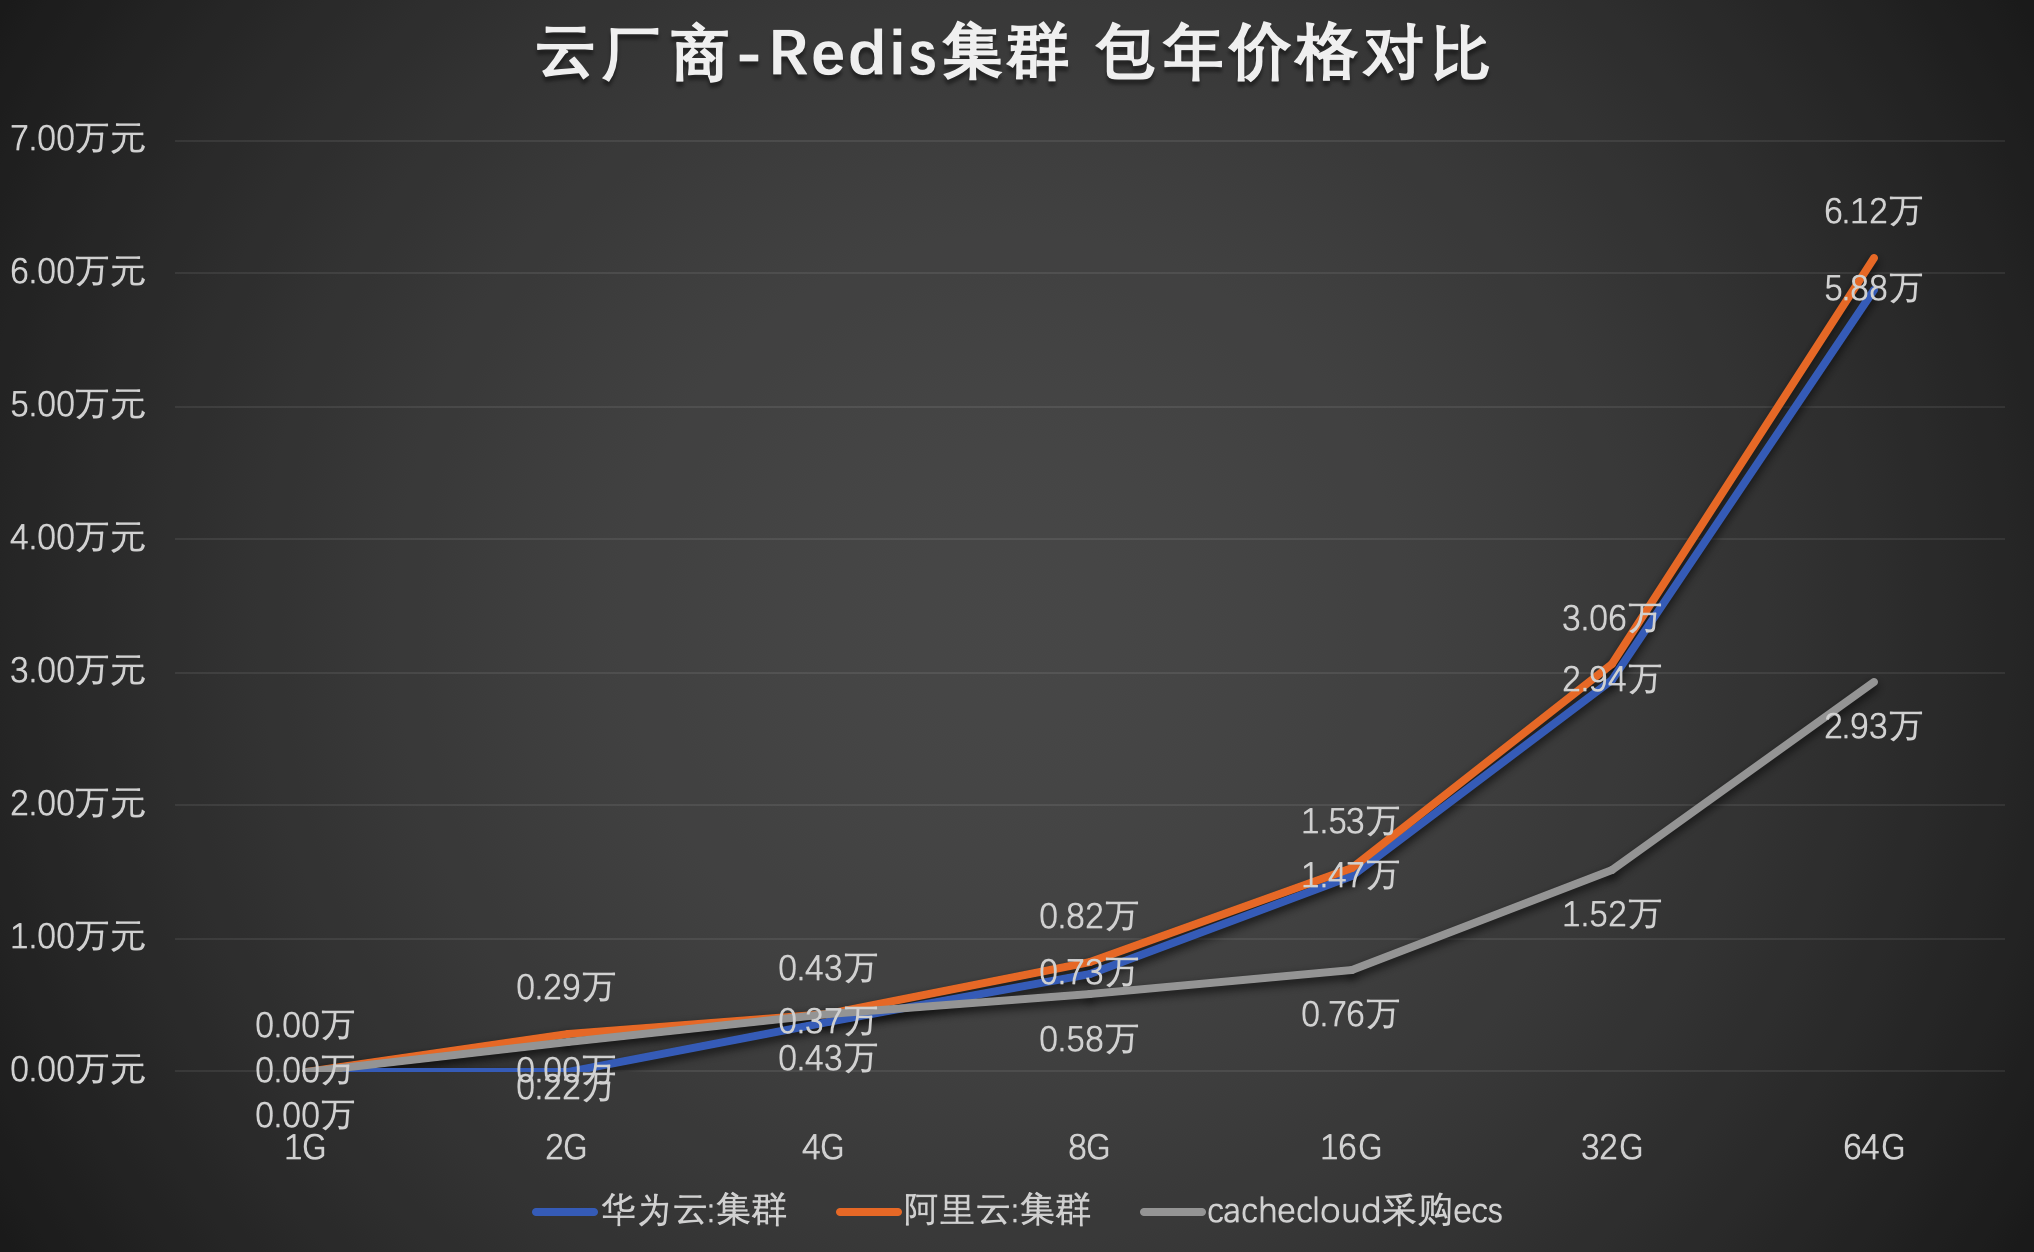 云厂商-Redis集群 包年价格对比
7.00万元
6.00万元
5.00万元
4.00万元
3.00万元
2.00万元
1.00万元
0.00万元
6.12万
5.88万
3.06万
2.94万
2.93万
1.53万
1.47万
1.52万
0.82万
0.73万
0.76万
0.58万
0.43万
0.37万
0.43万
0.29万
0.00万
0.22万
0.00万
0.00万
0.00万
1G 2G 4G 8G 16G 32G 64G
华为云:集群 阿里云:集群 cachecloud采购ecs